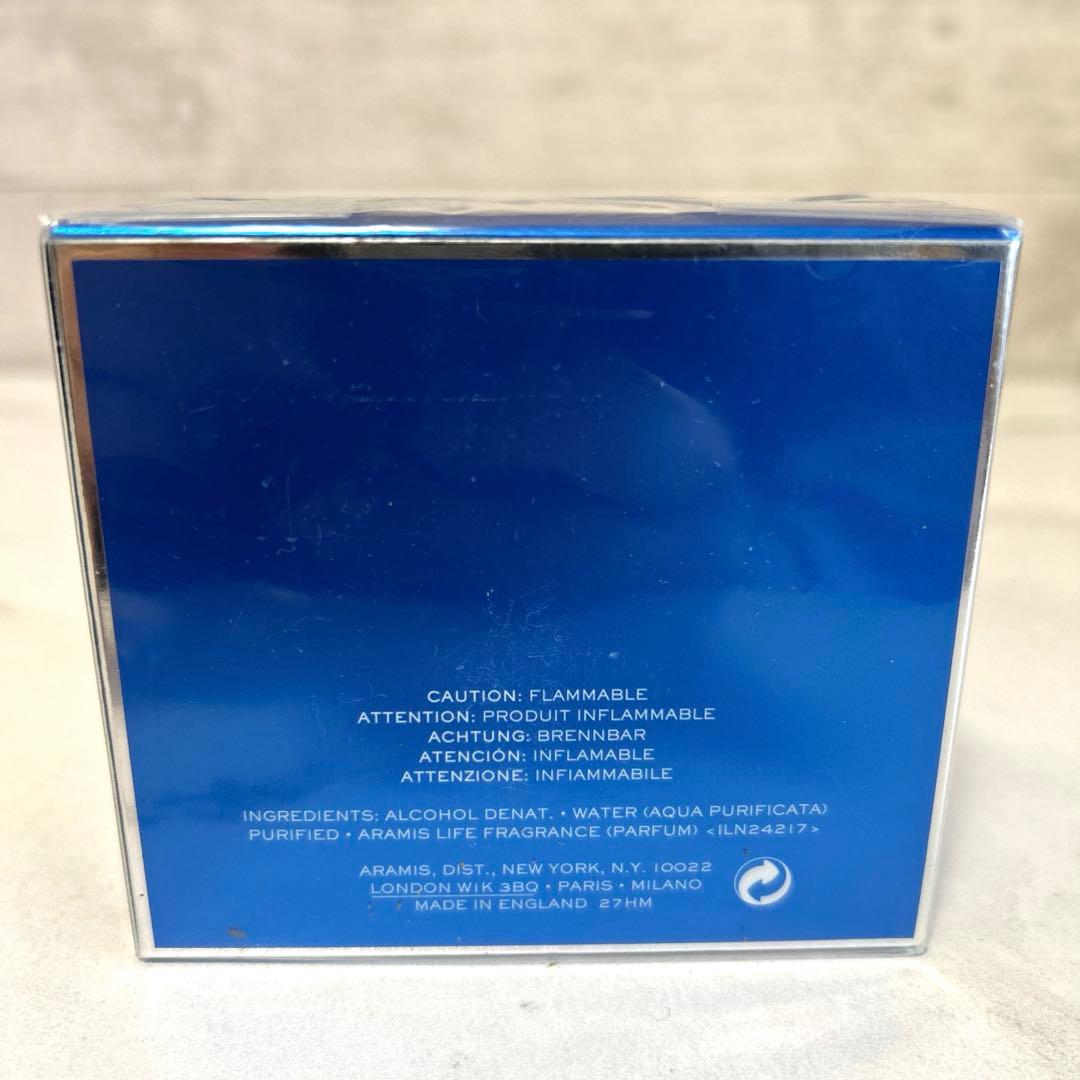 CAUTION: FLAMMABLE
ATTENTION: PRODUIT INFLAMMABLE
ACHTUNG: BRENNBAR
ATENCIÓN: INFLAMABLE
ATTENZIONE: INFIAMMABILE
INGREDIENTS: ALCOHOL DENAT. • WATER (AQUA PURIFICATA)
PURIFIED • ARAMIS LIFE FRAGRANCE (PARFUM) <ILN24217>
ARAMIS, DIST., NEW YORK, N.Y. 10022
LONDON W1K 3BQ • PARIS • MILANO
MADE IN ENGLAND 27HM